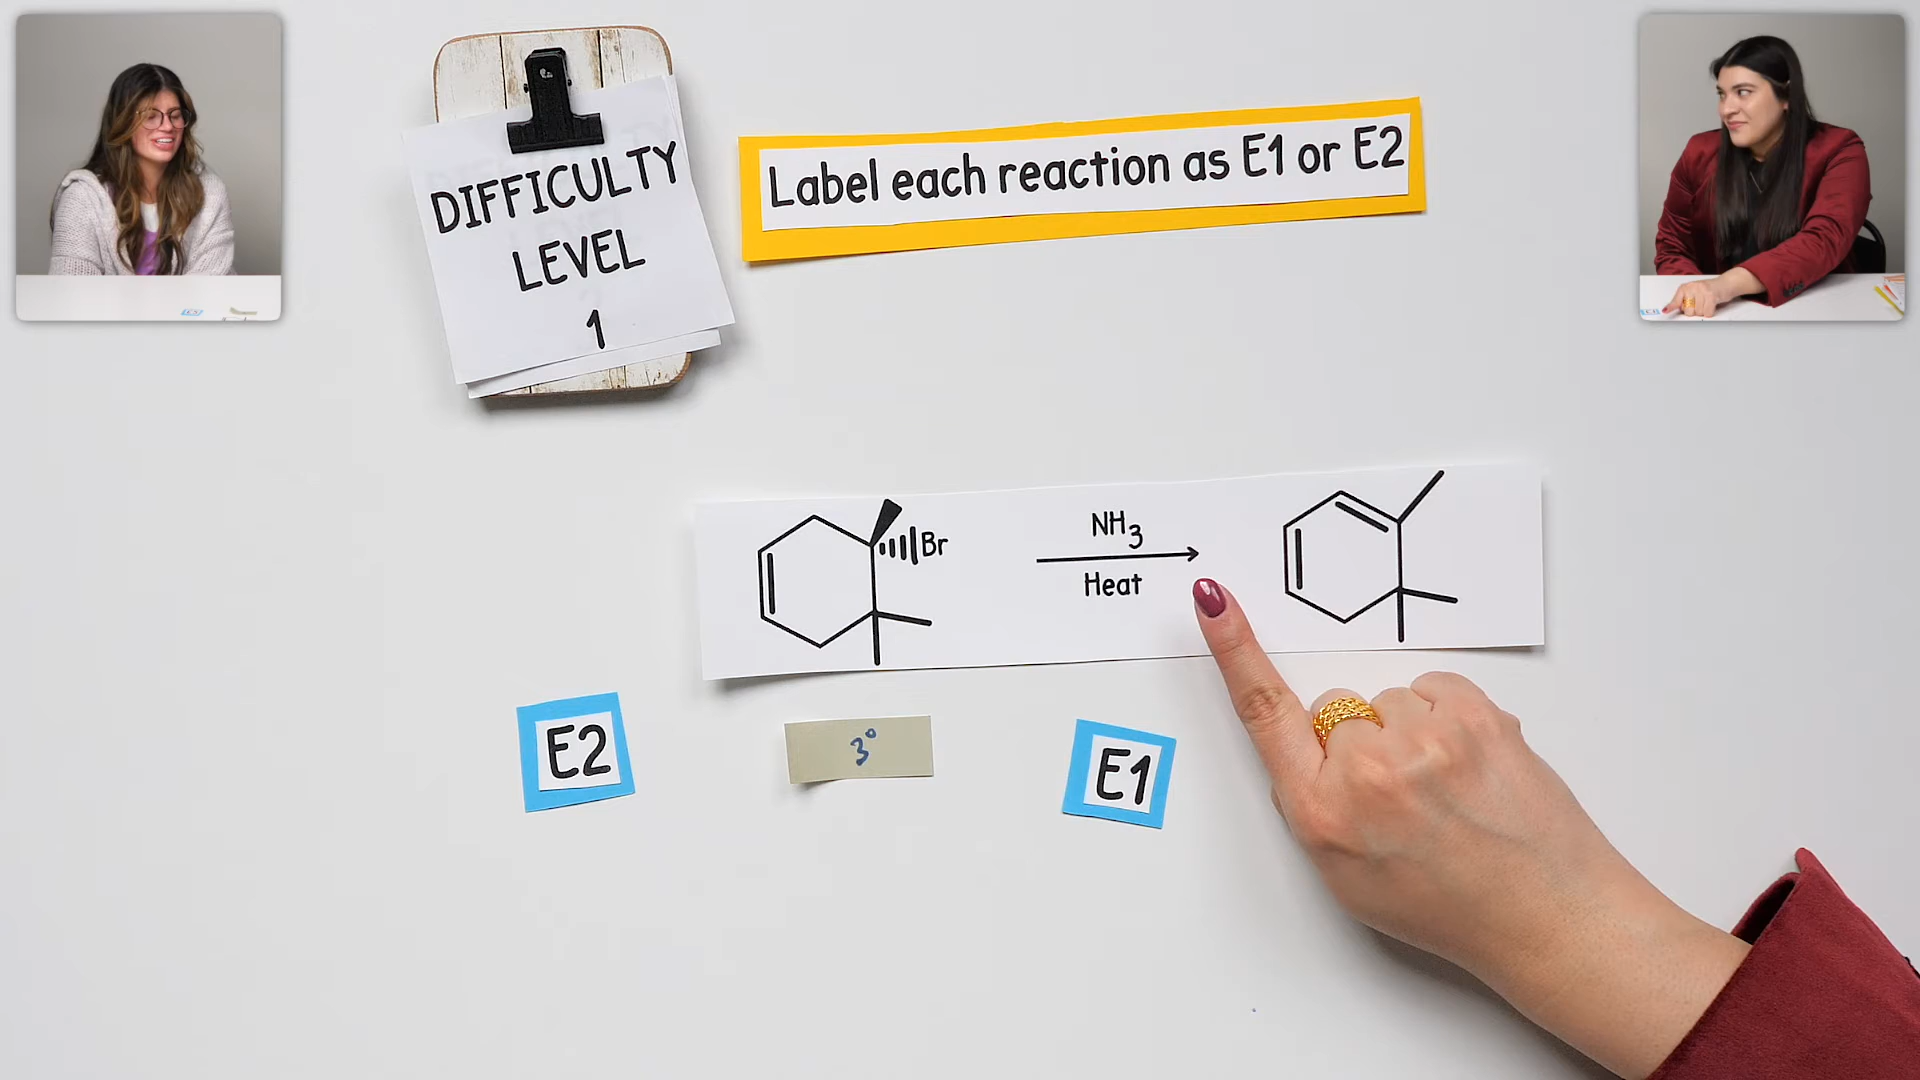 DIFFICULTY
LEVEL
1
Label each reaction as E1 or E2
Br
NH3
Heat
E2
3°
E1